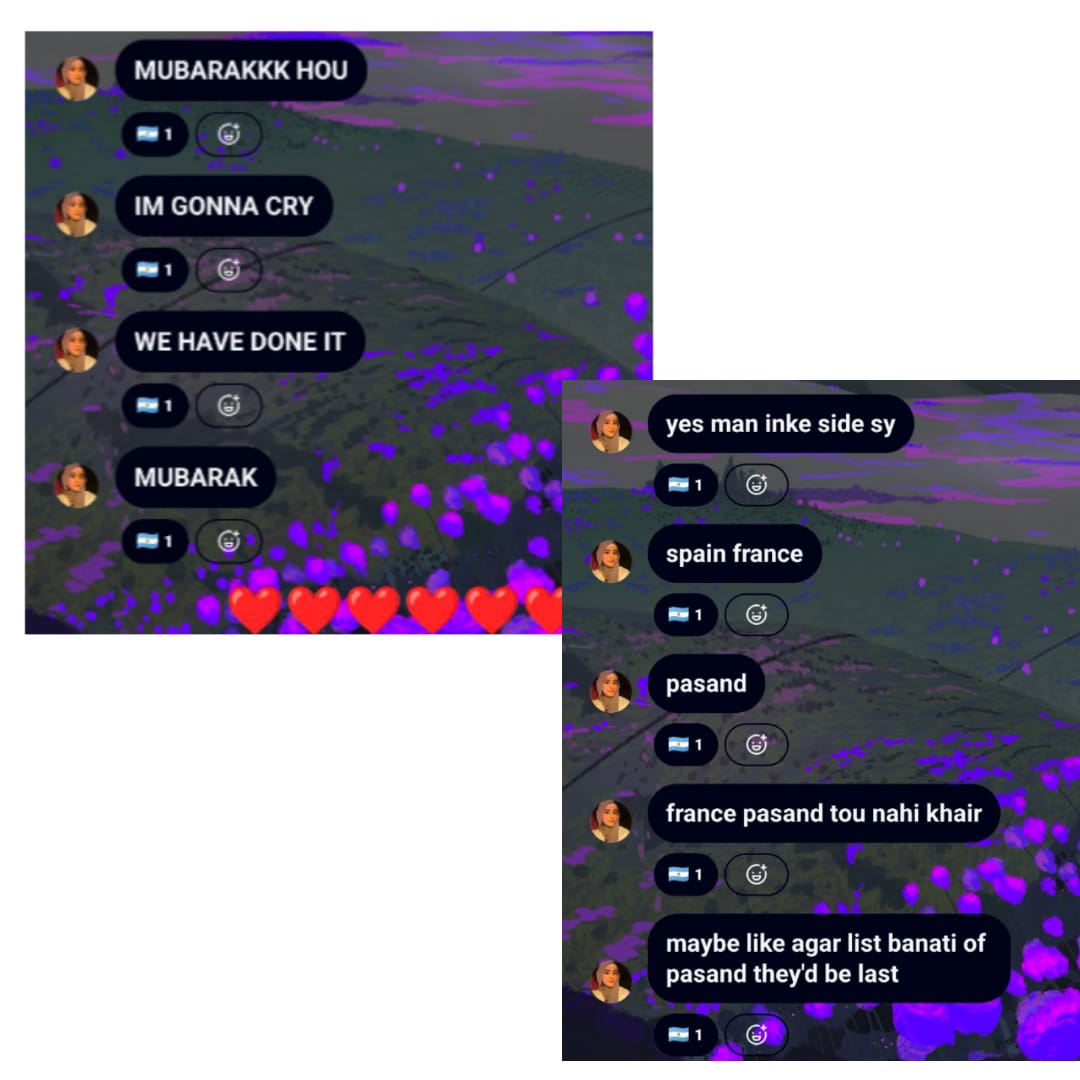 MUBARAKKK HOU
1
IM GONNA CRY
1
WE HAVE DONE IT
1
MUBARAK
1
yes man inke side sy
1
spain france
1
pasand
1
france pasand tou nahi khair
1
maybe like agar list banati of
pasand they'd be last
1